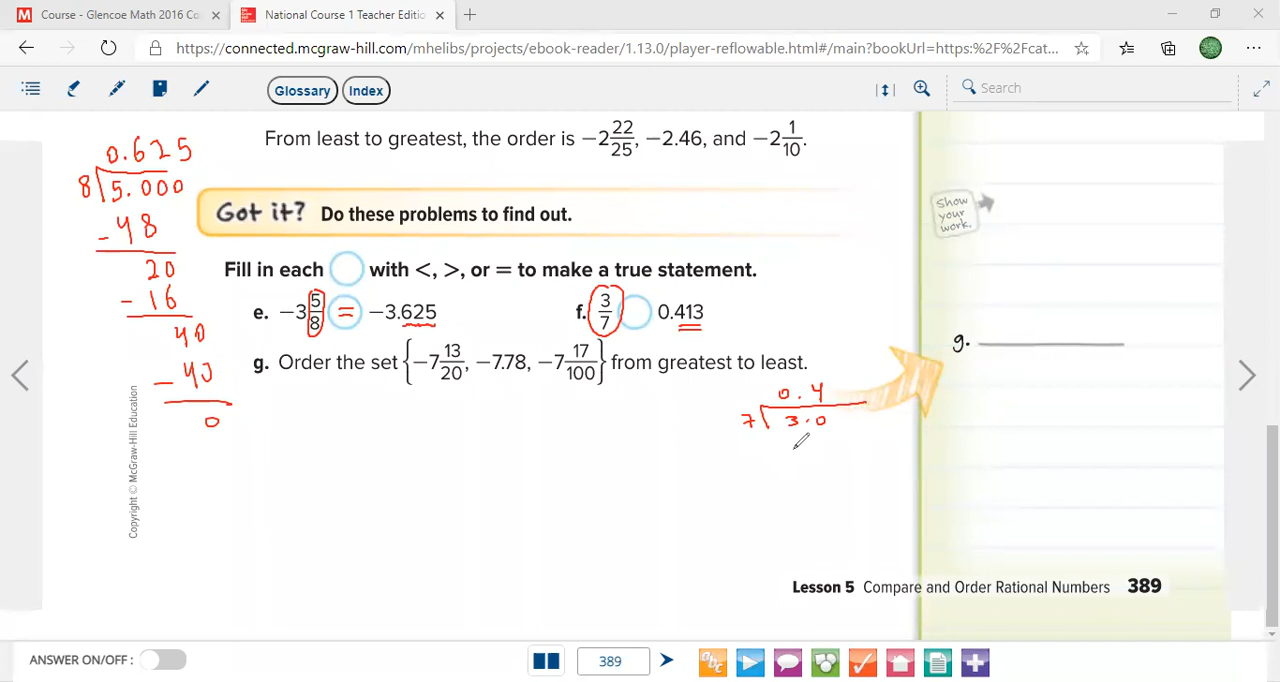 Course - Glencoe Math 2016 Co
National Course 1 Teacher Editio
https://connected.mcgraw-hill.com/mhelibs/projects/ebook-reader/1.13.0/player-reflowable.html#/main?bookUrl=https:%2F%2Fcat...
Glossary
Index
Search
From least to greatest, the order is −2 22/25, −2.46, and −2 1/10.
0.625
8 5.000
-48
20
-16
40
-40
0
Got it? Do these problems to find out.
Show
your
work.
Fill in each with <, >, or = to make a true statement.
e. −3 5/8 = −3.625
f. 3/7 0.413
g. Order the set {−7 13/20, −7.78, −7 17/100} from greatest to least.
0.4
7 3.0
g.
Copyright © McGraw-Hill Education
Lesson 5 Compare and Order Rational Numbers 389
ANSWER ON/OFF :
389
abc